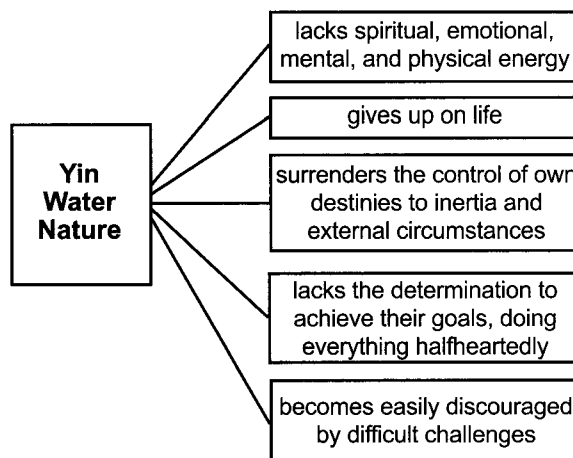 lacks spiritual, emotional,
mental, and physical energy
gives up on life
Yin
Water
Nature
surrenders the control of own
destinies to inertia and
external circumstances
lacks the determination to
achieve their goals, doing
everything halfheartedly
becomes easily discouraged
by difficult challenges